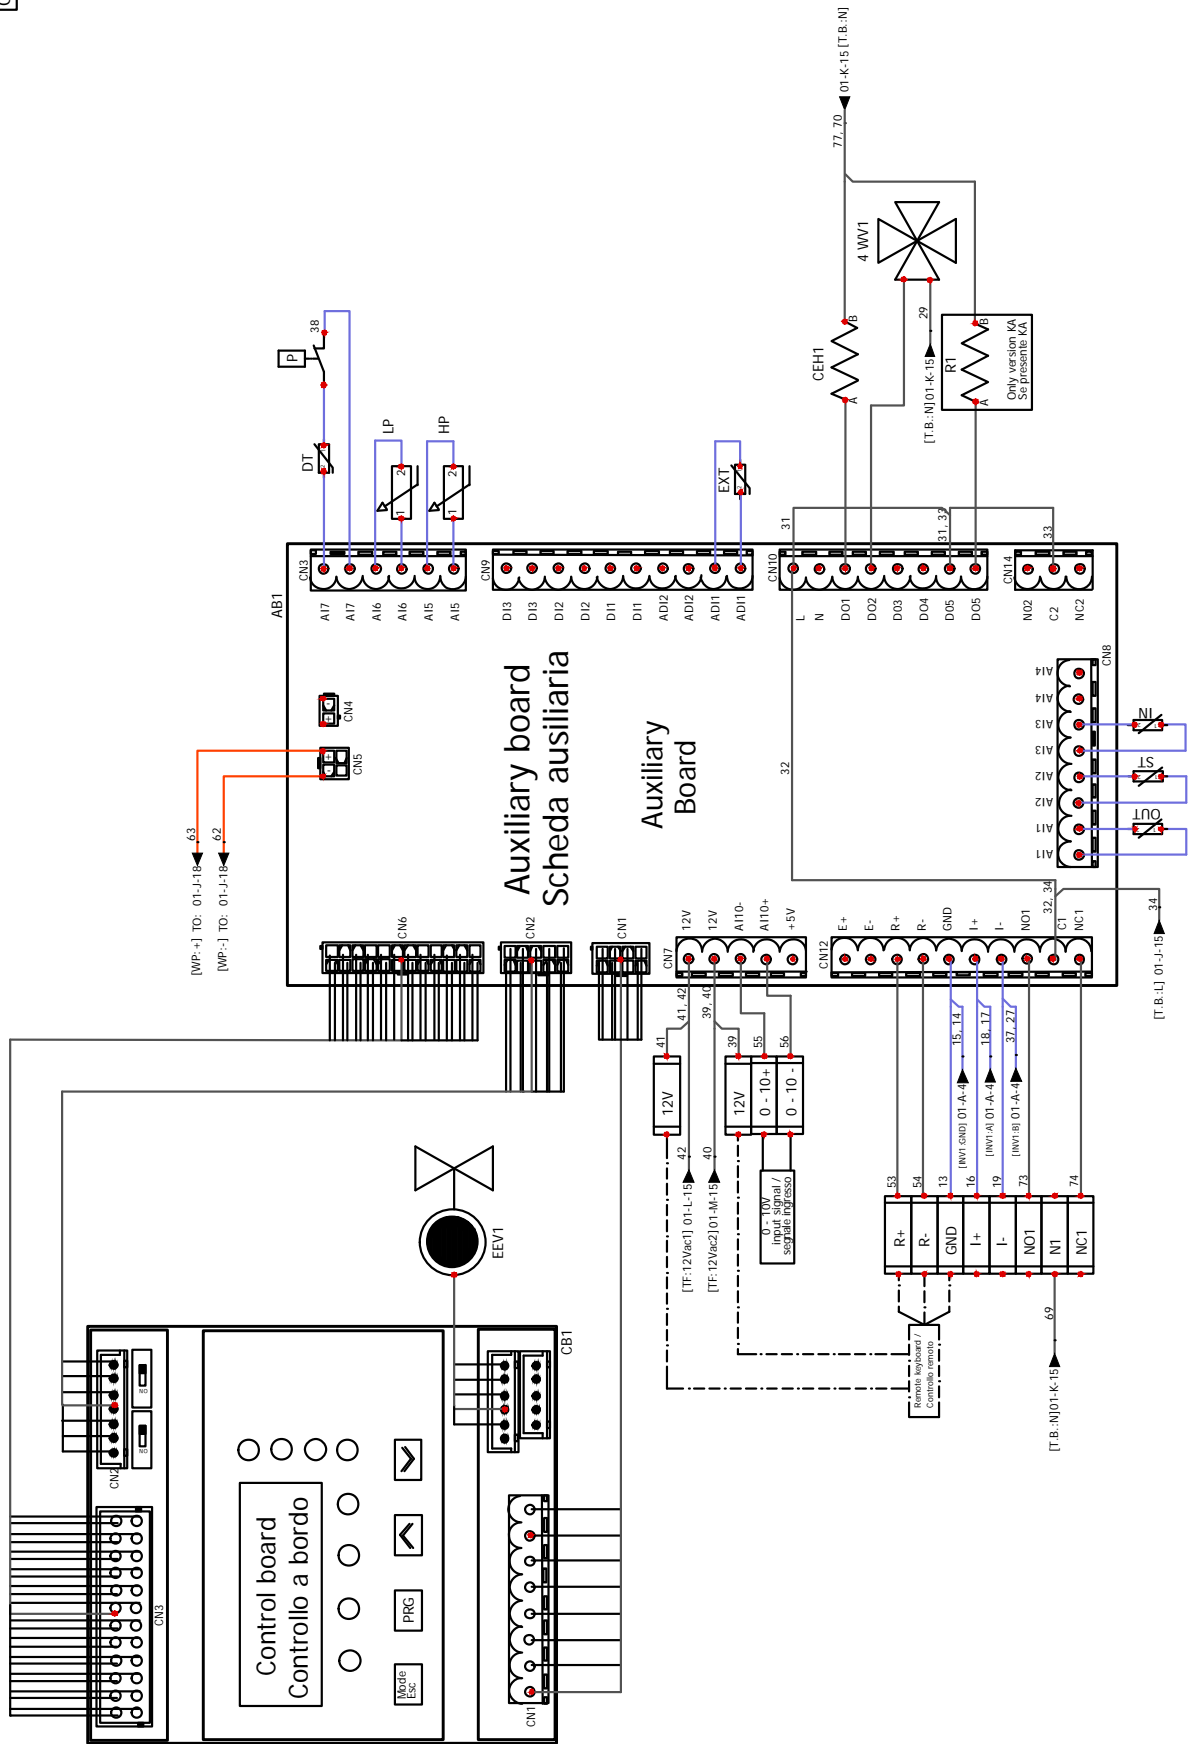 01-K-15 [T.B.:N]
77, 70
4 WV1
CEH1
A
B
29
[T.B.:N] 01-K-15
R1
A
B
Only version KA
Se presente KA
P
38
DT
LP
1
2
HP
1
2
EXT
31
31, 33
33
AB1
CN3
AI7
AI7
AI6
AI6
AI5
AI5
CN9
DI3
DI3
DI2
DI2
DI1
DI1
ADI2
ADI2
ADI1
ADI1
CN10
L
N
DO1
DO2
DO3
DO4
DO5
DO5
CN14
NO2
C2
NC2
CN4
+
-
CN5
+
-
63
[WP:+] TO: 01-J-18
62
[WP:-] TO: 01-J-18
Auxiliary board
Scheda ausiliaria
Auxiliary
Board
32
CN8
AI4
AI4
AI3
AI3
AI2
AI2
AI1
AI1
IN
ST
OUT
CN6
CN2
CN1
CN7
12V
12V
AI10-
AI10+
+5V
CN12
E+
E-
R+
R-
GND
I+
I-
NO1
C1
NC1
32, 34
34
[T.B.:L] 01-J-15
41, 42
39, 40
41
39
55
56
12V
12V
0 - 10+
0 - 10 -
42
[TF:12Vac1] 01-L-15
40
[TF:12Vac2] 01-M-15
0 - 10V
input signal /
segnale ingresso
15, 14
[INV1:GND] 01-A-4
18, 17
[INV1:A] 01-A-4
37, 27
[INV1:B] 01-A-4
53
54
13
16
19
73
74
R+
R-
GND
I+
I-
NO1
N1
NC1
69
[T.B.:N] 01-K-15
Remote keyboard /
Controllo remoto
EEV1
CB1
CN2
ON
ON
CN3
CN1
Control board
Controllo a bordo
PRG
Mode
Esc